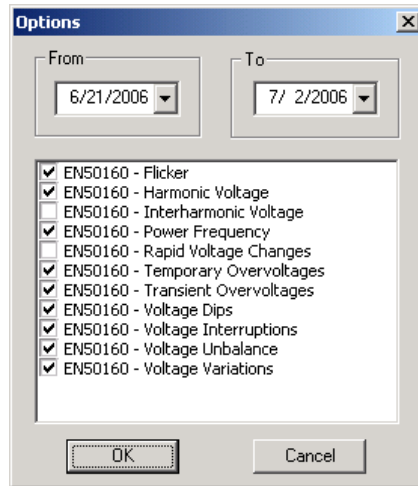 Options
From
To
6/21/2006
7/ 2/2006
EN50160 - Flicker
EN50160 - Harmonic Voltage
EN50160 - Interharmonic Voltage
EN50160 - Power Frequency
EN50160 - Rapid Voltage Changes
EN50160 - Temporary Overvoltages
EN50160 - Transient Overvoltages
EN50160 - Voltage Dips
EN50160 - Voltage Interruptions
EN50160 - Voltage Unbalance
EN50160 - Voltage Variations
OK
Cancel